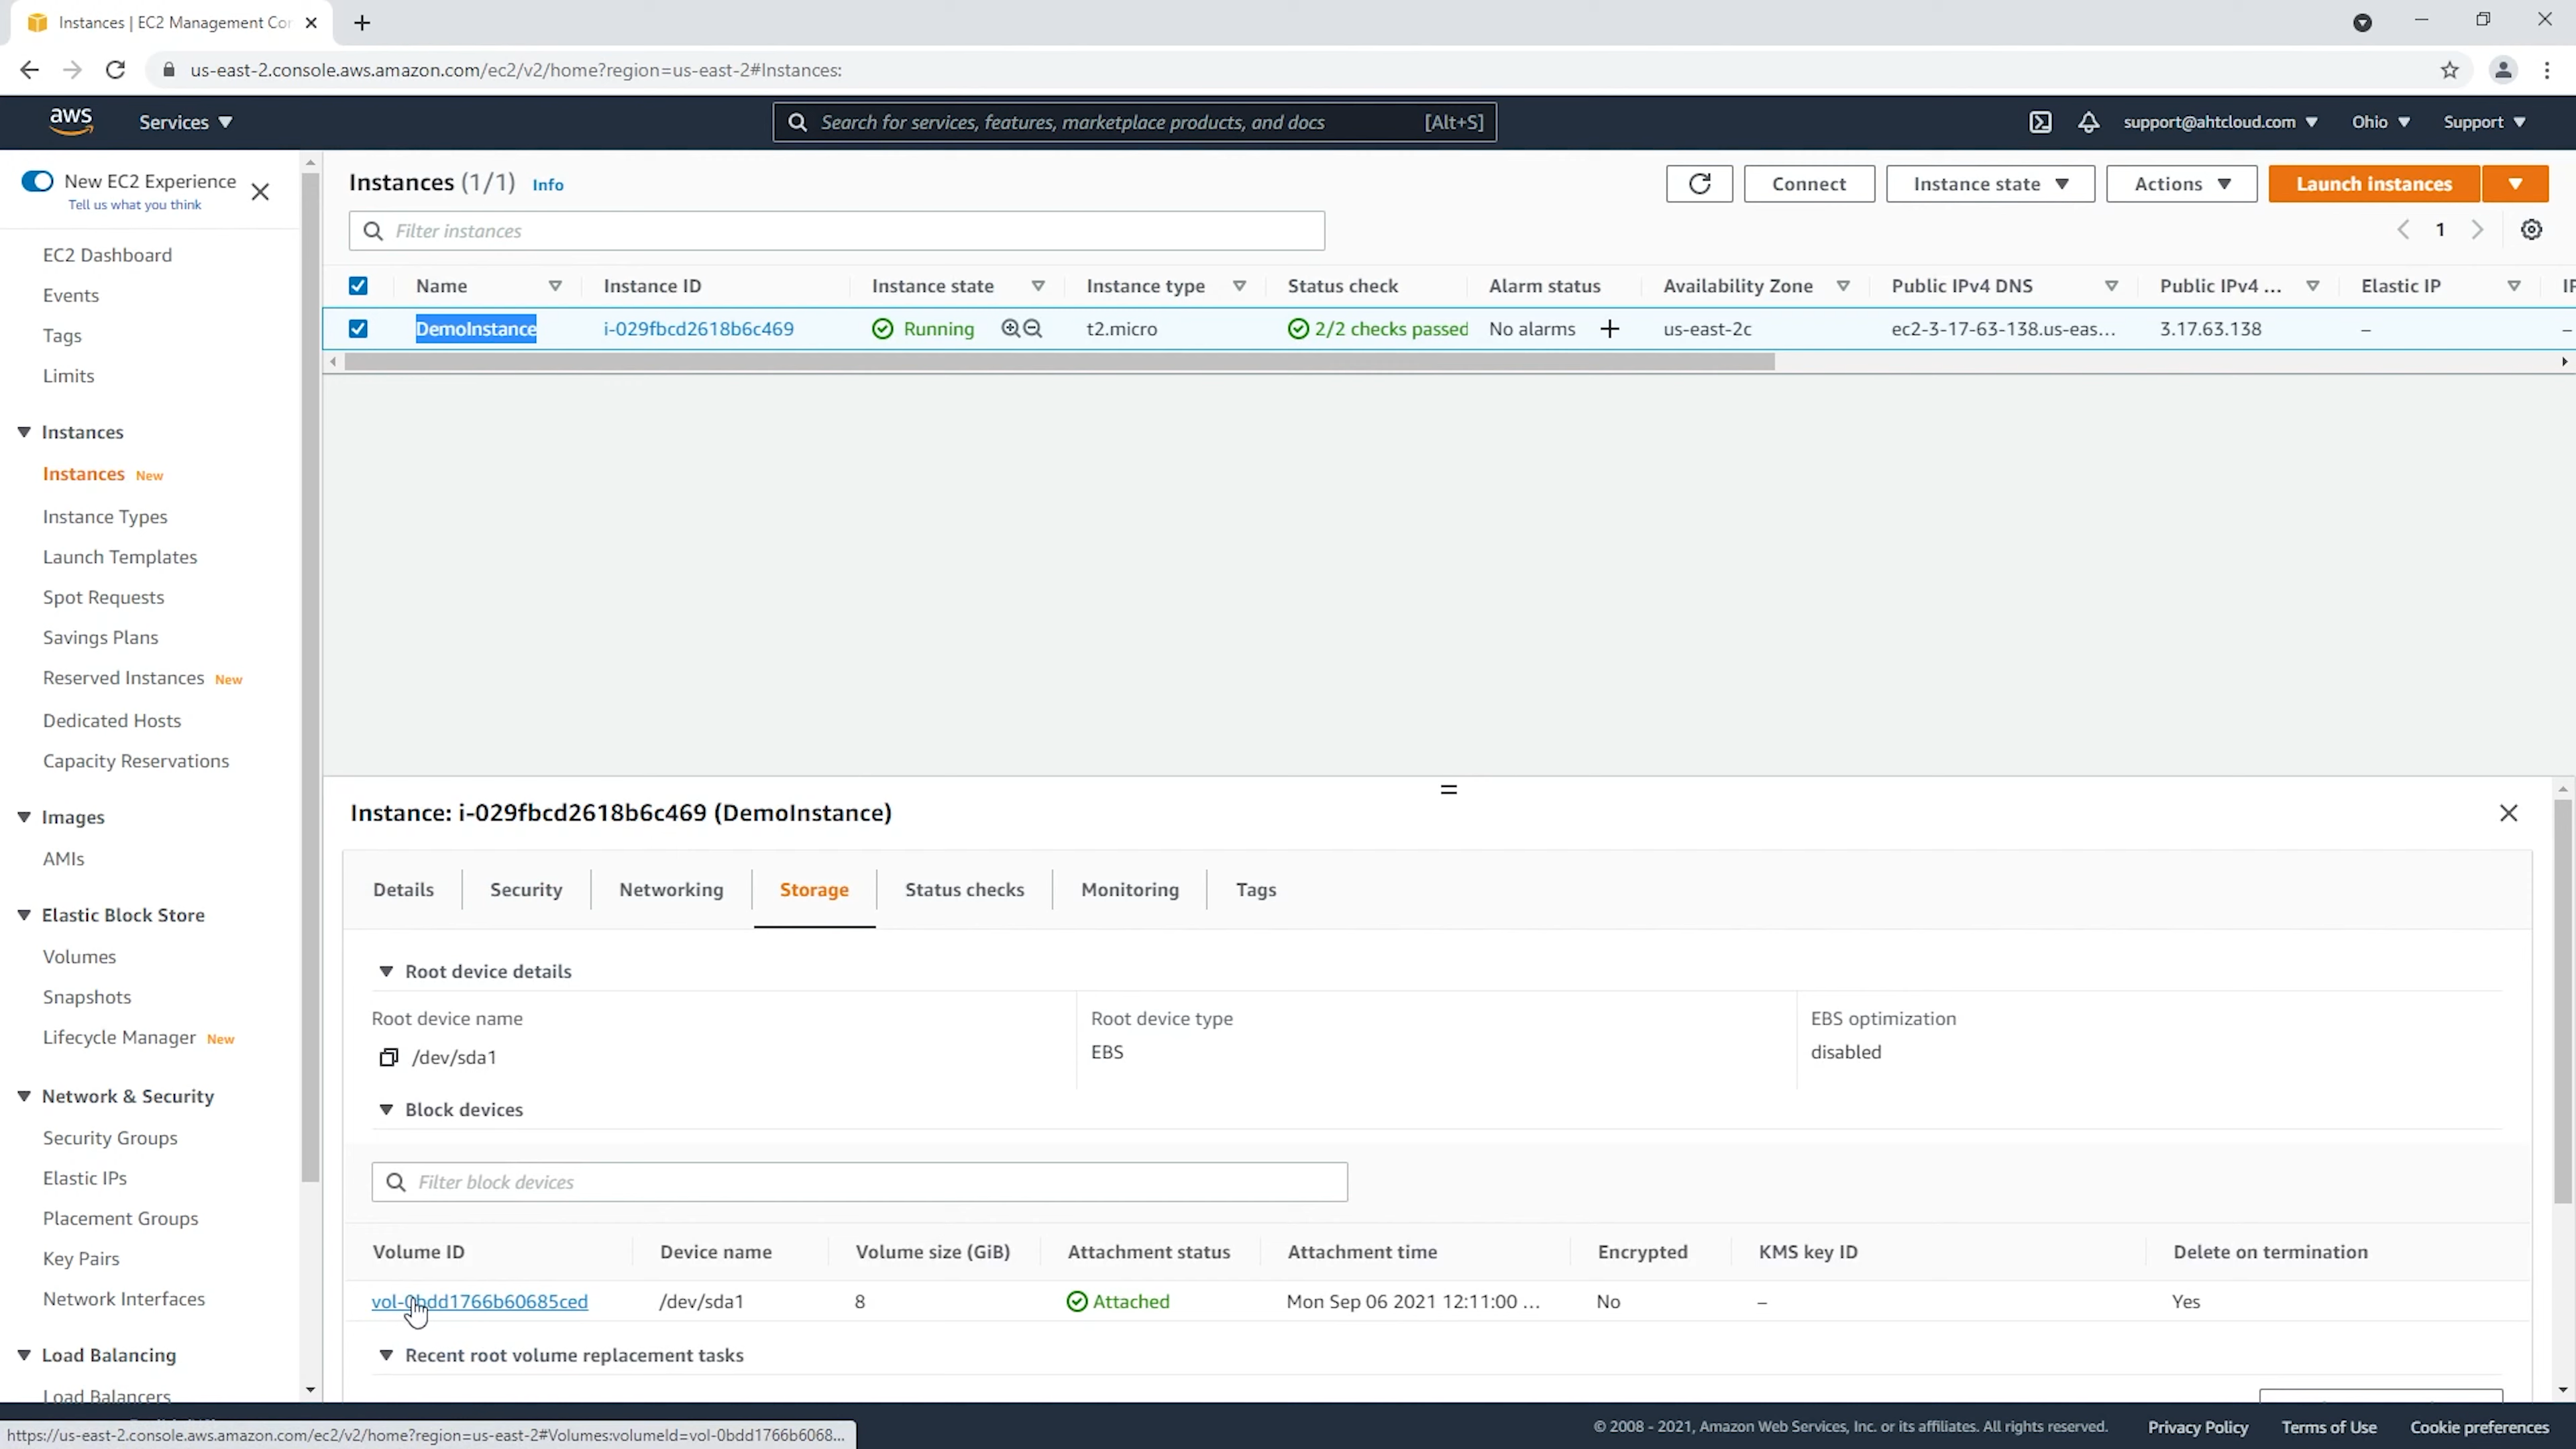 Instances | EC2 Management Co
us-east-2.console.aws.amazon.com/ec2/v2/home?region=us-east-2#Instances:
aws Services Search for services, features, marketplace products, and docs [Alt+S] support@ahtcloud.com Ohio Support
New EC2 Experience
Tell us what you think
EC2 Dashboard
Events
Tags
Limits
Instances
Instances New
Instance Types
Launch Templates
Spot Requests
Savings Plans
Reserved Instances New
Dedicated Hosts
Capacity Reservations
Images
AMIs
Elastic Block Store
Volumes
Snapshots
Lifecycle Manager New
Network & Security
Security Groups
Elastic IPs
Placement Groups
Key Pairs
Network Interfaces
Load Balancing
Load Balancers
Instances (1/1) Info Connect Instance state Actions Launch instances
Filter instances 1
Name Instance ID Instance state Instance type Status check Alarm status Availability Zone Public IPv4 DNS Public IPv4 ... Elastic IP IP
DemoInstance i-029fbcd2618b6c469 Running t2.micro 2/2 checks passed No alarms + us-east-2c ec2-3-17-63-138.us-eas... 3.17.63.138 – –
Instance: i-029fbcd2618b6c469 (DemoInstance)
Details Security Networking Storage Status checks Monitoring Tags
Root device details
Root device name Root device type EBS optimization
/dev/sda1 EBS disabled
Block devices
Filter block devices
Volume ID Device name Volume size (GiB) Attachment status Attachment time Encrypted KMS key ID Delete on termination
vol-0bdd1766b60685ced /dev/sda1 8 Attached Mon Sep 06 2021 12:11:00 ... No – Yes
Recent root volume replacement tasks
© 2008 - 2021, Amazon Web Services, Inc. or its affiliates. All rights reserved. Privacy Policy Terms of Use Cookie preferences
https://us-east-2.console.aws.amazon.com/ec2/v2/home?region=us-east-2#Volumes:volumeId=vol-0bdd1766b6068...